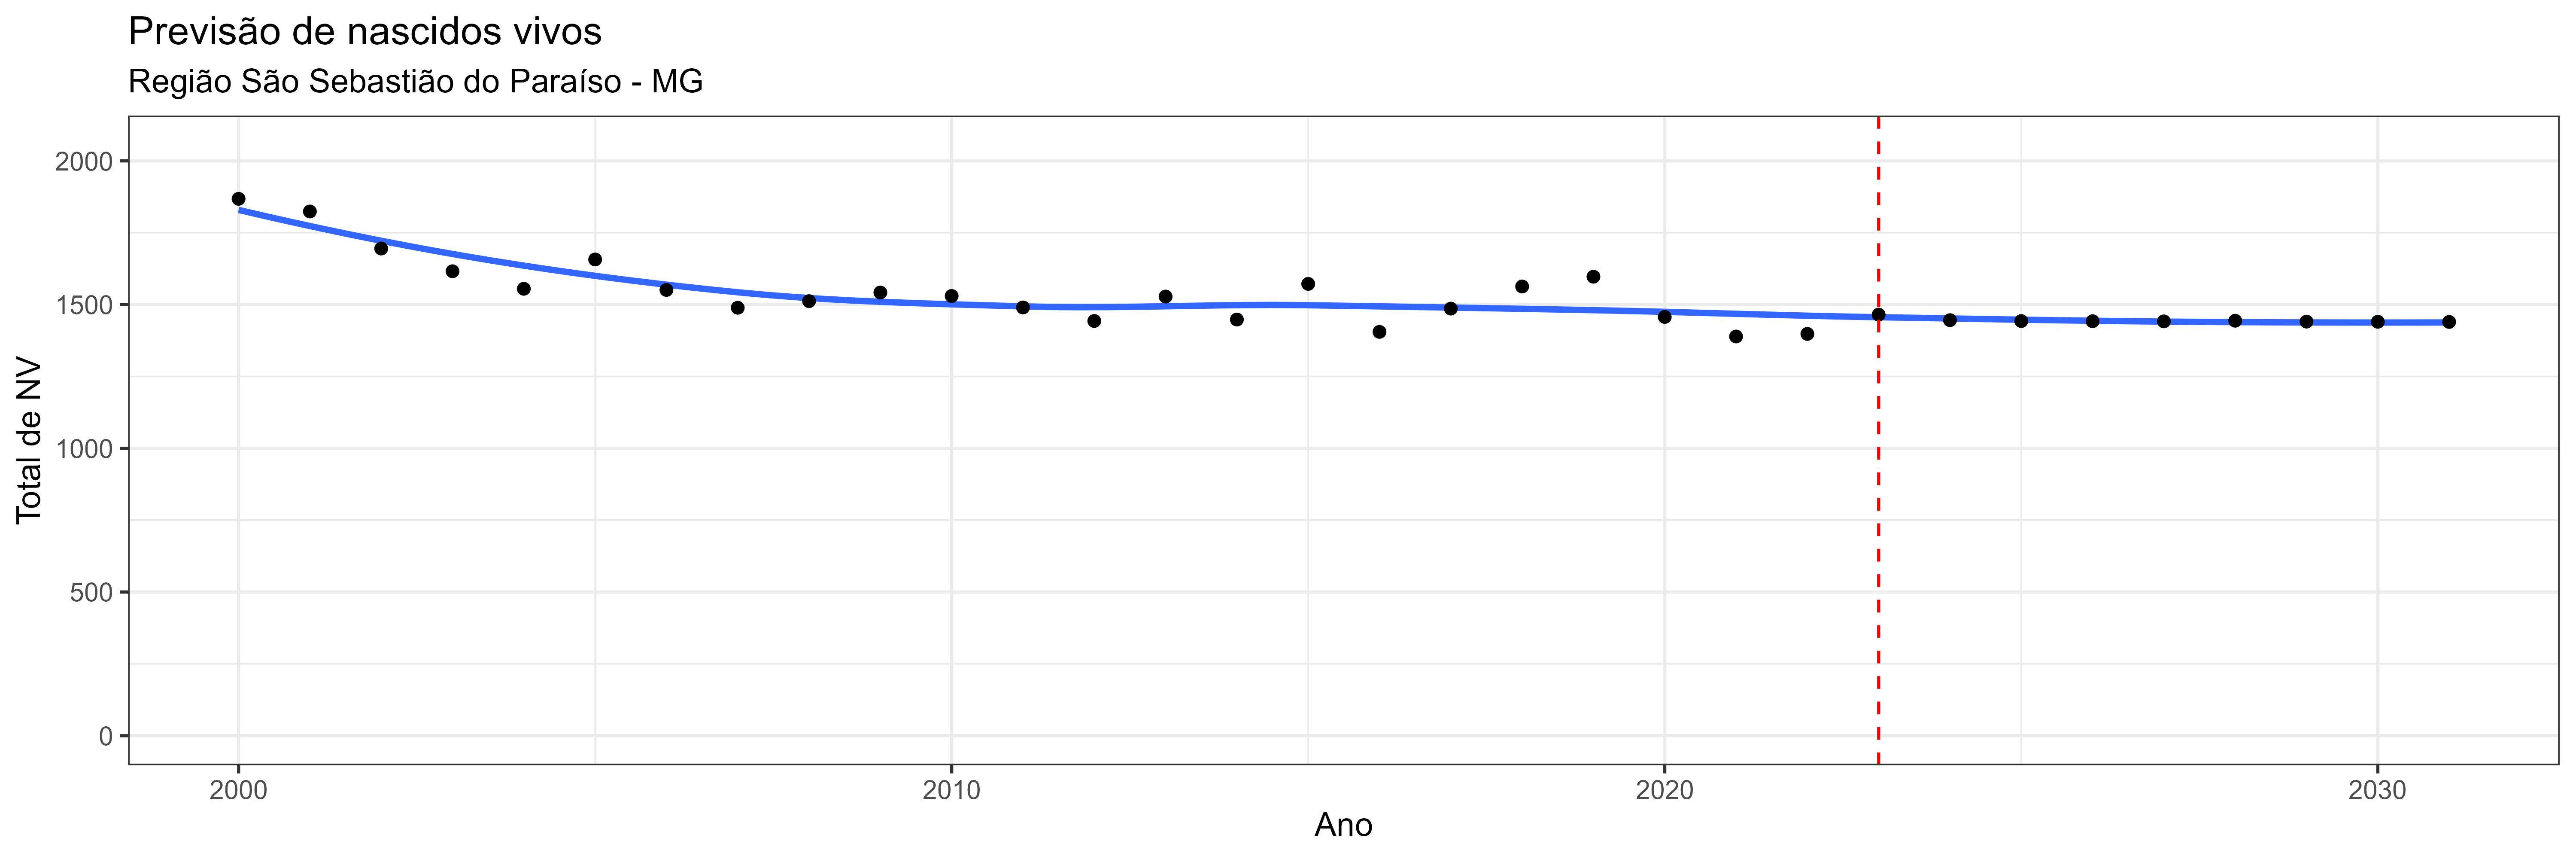 Previsão de nascidos vivos
Região São Sebastião do Paraíso - MG
Total de NV
2000
1500
1000
500
0
2000
2010
2020
2030
Ano